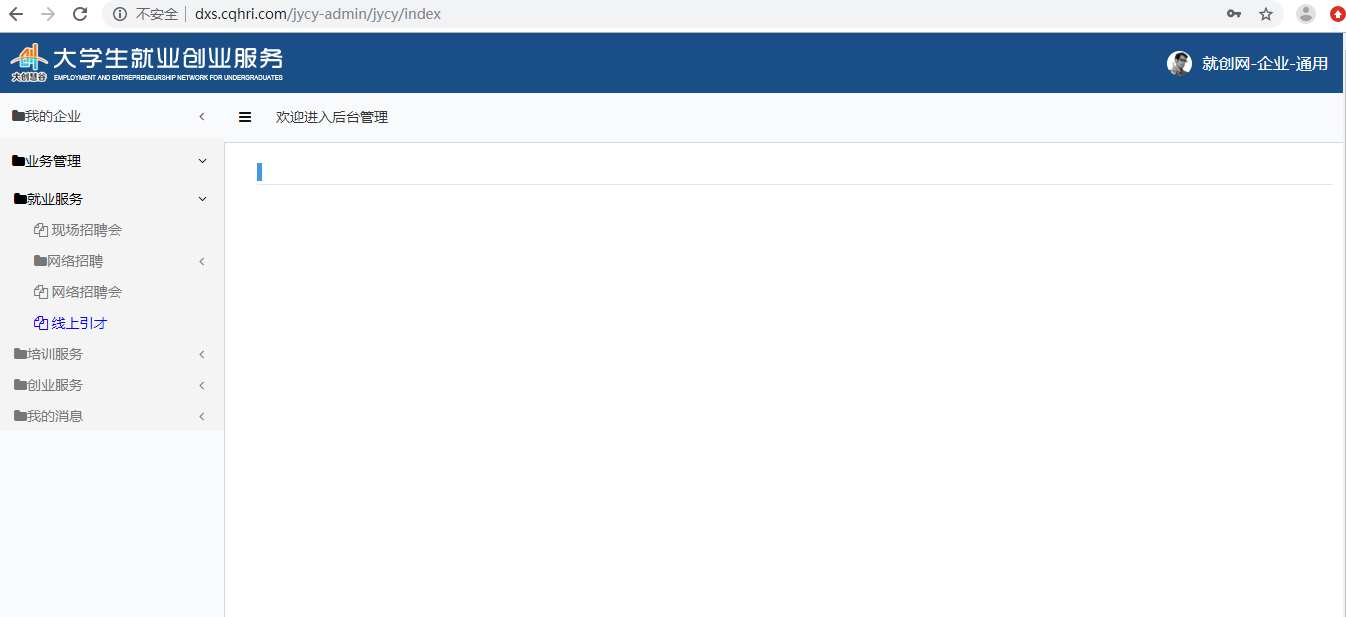 不安全 dxs.cqhri.com/jycy-admin/jycy/index
大学生就业创业服务
大创慧谷 EMPLOYMENT AND ENTREPRENEURSHIP NETWORK FOR UNDERGRADUATES
就创网-企业-通用
我的企业
欢迎进入后台管理
业务管理
就业服务
现场招聘会
网络招聘
网络招聘会
线上引才
培训服务
创业服务
我的消息